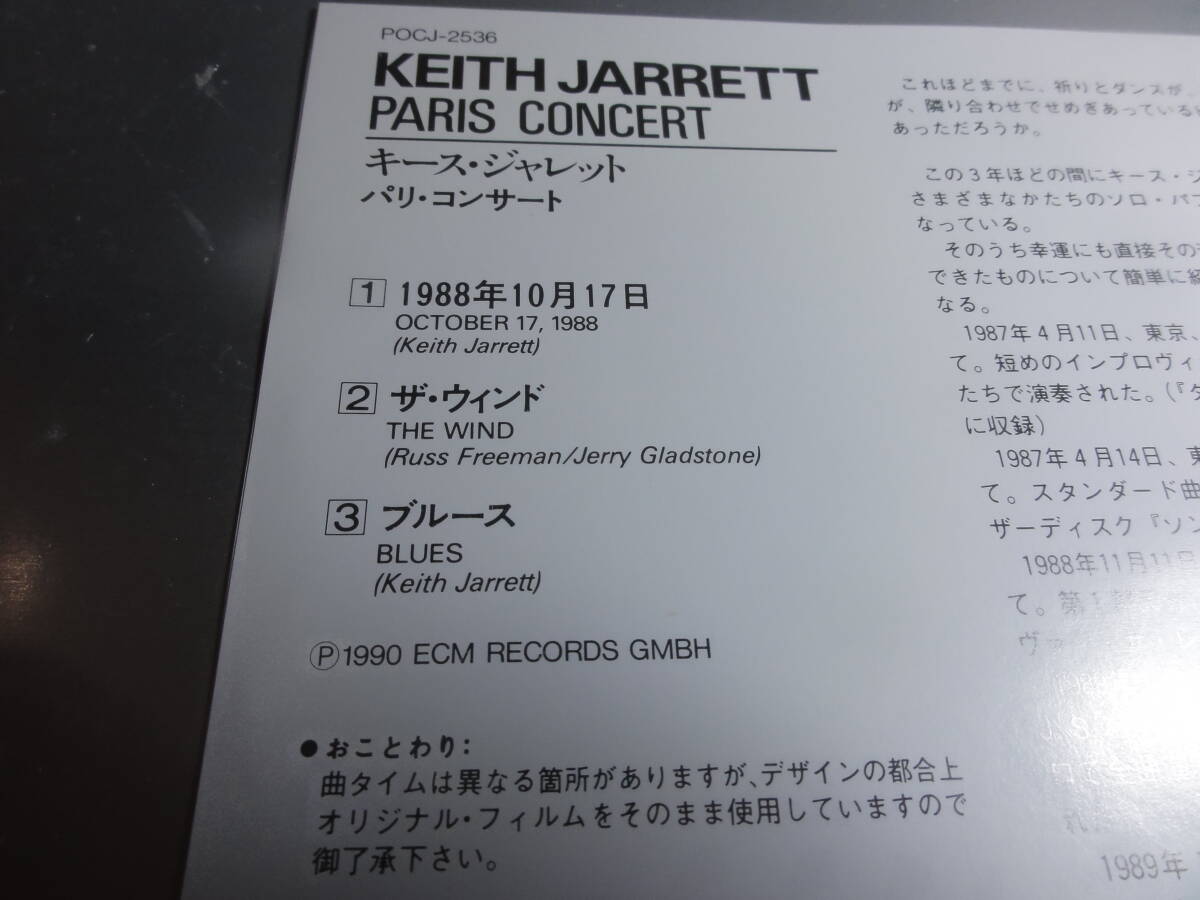 POCJ-2536
KEITH JARRETT
PARIS CONCERT
キース・ジャレット
パリ・コンサート
1 1988年10月17日
OCTOBER 17, 1988
(Keith Jarrett)
2 ザ・ウィンド
THE WIND
(Russ Freeman/Jerry Gladstone)
3 ブルース
BLUES
(Keith Jarrett)
Ⓟ1990 ECM RECORDS GMBH
●おことわり：
曲タイムは異なる箇所がありますが、デザインの都合上
オリジナル・フィルムをそのまま使用していますので
御了承下さい。
これほどまでに、祈りとダンスが、
が、隣り合わせでせめぎあっている
あっただろうか。
この3年ほどの間にキース・ジ
さまざまなかたちのソロ・パフ
なっている。
そのうち幸運にも直接その
できたものについて簡単に
なる。
1987年4月11日、東京、
て。短めのインプロヴィ
たちで演奏された。（『ダ
に収録）
1987年4月14日、東
て。スタンダード曲
ザーディスク『ソン
1988年11月11日
て。第1
ヴァ
1989年